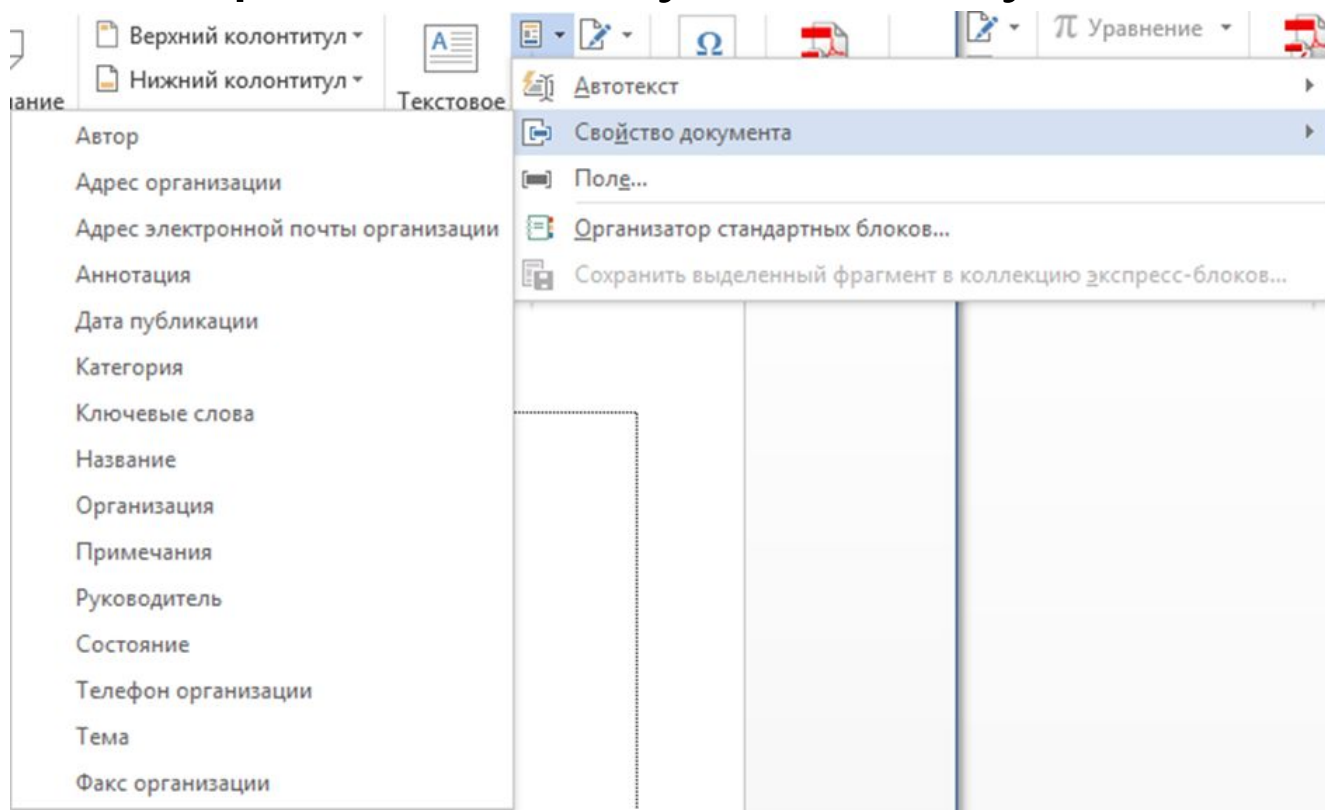 Верхний колонтитул
Нижний колонтитул
Текстовое
Ω
π Уравнение
Автотекст
Свойство документа
Поле...
Организатор стандартных блоков...
Сохранить выделенный фрагмент в коллекцию экспресс-блоков...
Автор
Адрес организации
Адрес электронной почты организации
Аннотация
Дата публикации
Категория
Ключевые слова
Название
Организация
Примечания
Руководитель
Состояние
Телефон организации
Тема
Факс организации